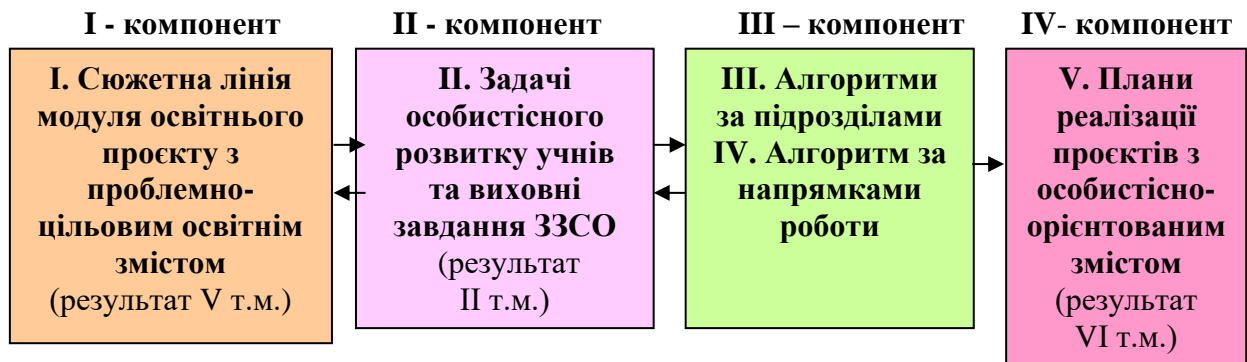 I - компонент
II - компонент
III – компонент
IV- компонент
I. Сюжетна лінія
модуля освітнього
проєкту з
проблемно-
цільовим освітнім
змістом
(результат V т.м.)
II. Задачі
особистісного
розвитку учнів
та виховні
завдання ЗЗСО
(результат
II т.м.)
III. Алгоритми
за підрозділами
IV. Алгоритм за
напрямками
роботи
V. Плани
реалізації
проєктів з
особистісно-
орієнтованим
змістом
(результат
VI т.м.)